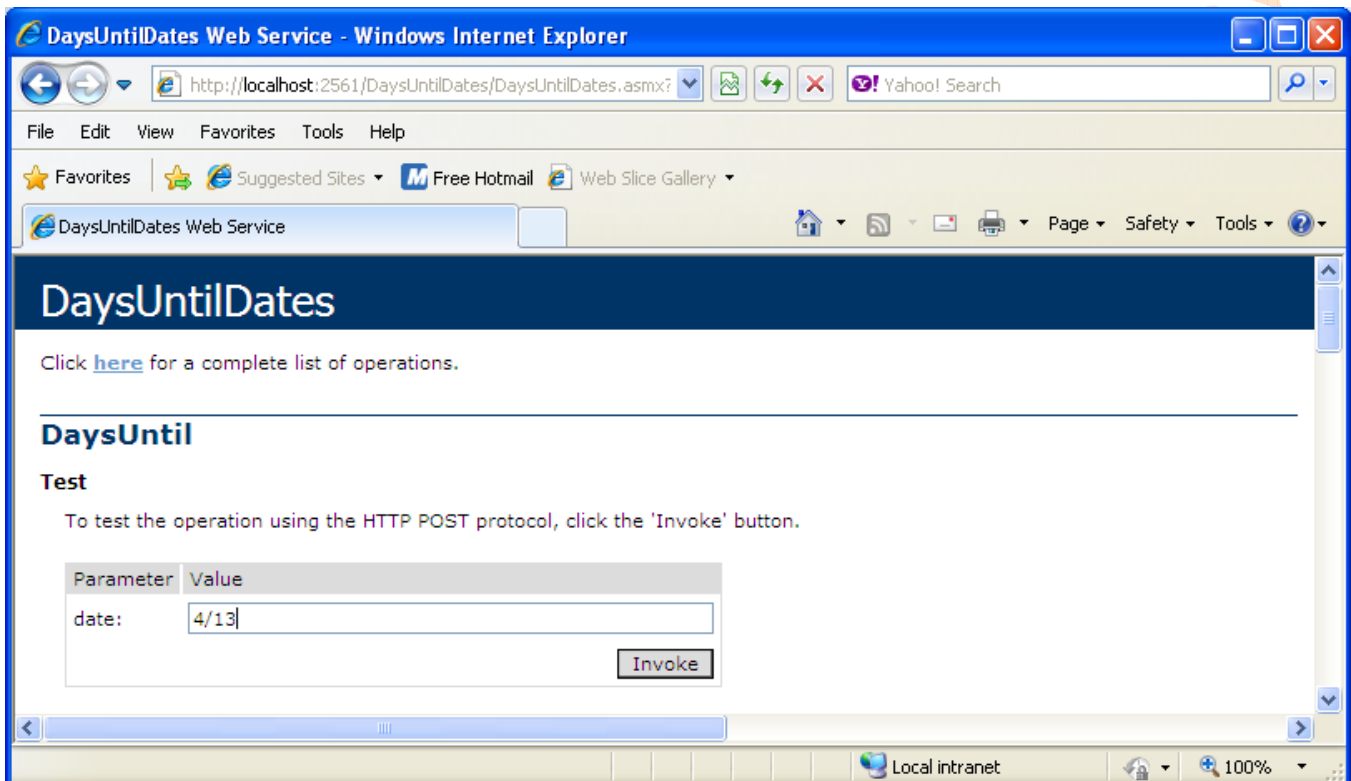 DaysUntilDates Web Service - Windows Internet Explorer
http://localhost:2561/DaysUntilDates/DaysUntilDates.asmx? Yahoo! Search
File Edit View Favorites Tools Help
Favorites Suggested Sites Free Hotmail Web Slice Gallery
DaysUntilDates Web Service Page Safety Tools
DaysUntilDates
Click here for a complete list of operations.
DaysUntil
Test
To test the operation using the HTTP POST protocol, click the 'Invoke' button.
Parameter Value
date: 4/13
Invoke
Local intranet 100%